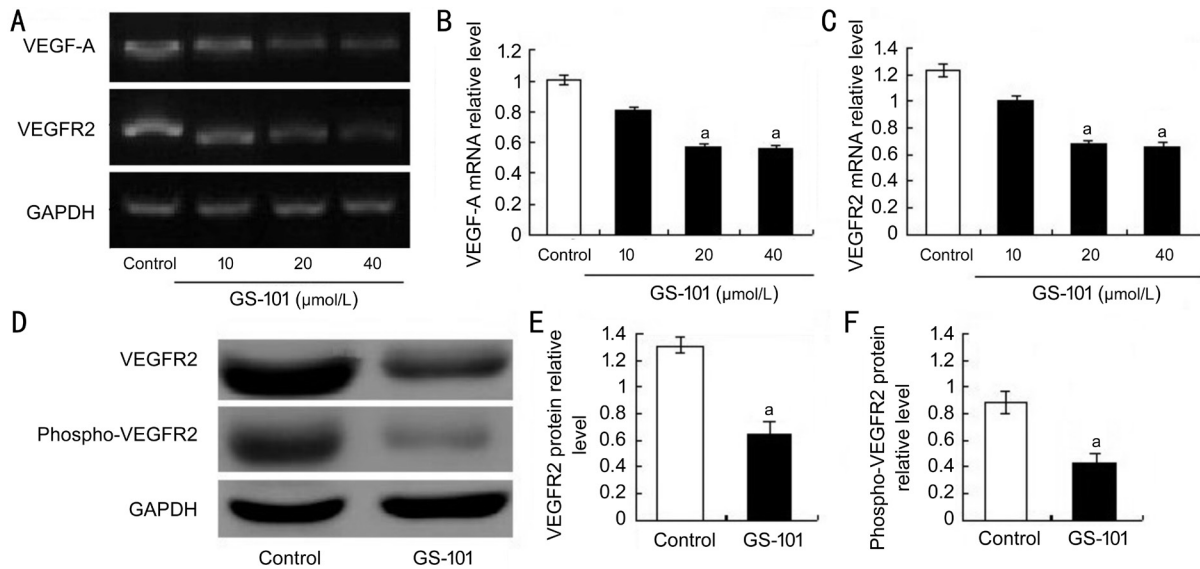 A
VEGF-A
VEGFR2
GAPDH
Control 10 20 40
GS-101 (μmol/L)
B
VEGF-A mRNA relative level
1.2
1
0.8
0.6
0.4
0.2
0
a a
Control 10 20 40
GS-101 (μmol/L)
C
VEGFR2 mRNA relative level
1.4
1.2
1
0.8
0.6
0.4
0.2
0
a a
Control 10 20 40
GS-101 (μmol/L)
D
VEGFR2
Phospho-VEGFR2
GAPDH
Control GS-101
E
VEGFR2 protein relative
level
1.4
1.2
1
0.8
0.6
0.4
0.2
0
a
Control GS-101
F
Phospho-VEGFR2 protein
relative level
1.4
1.2
1
0.8
0.6
0.4
0.2
0
a
Control GS-101